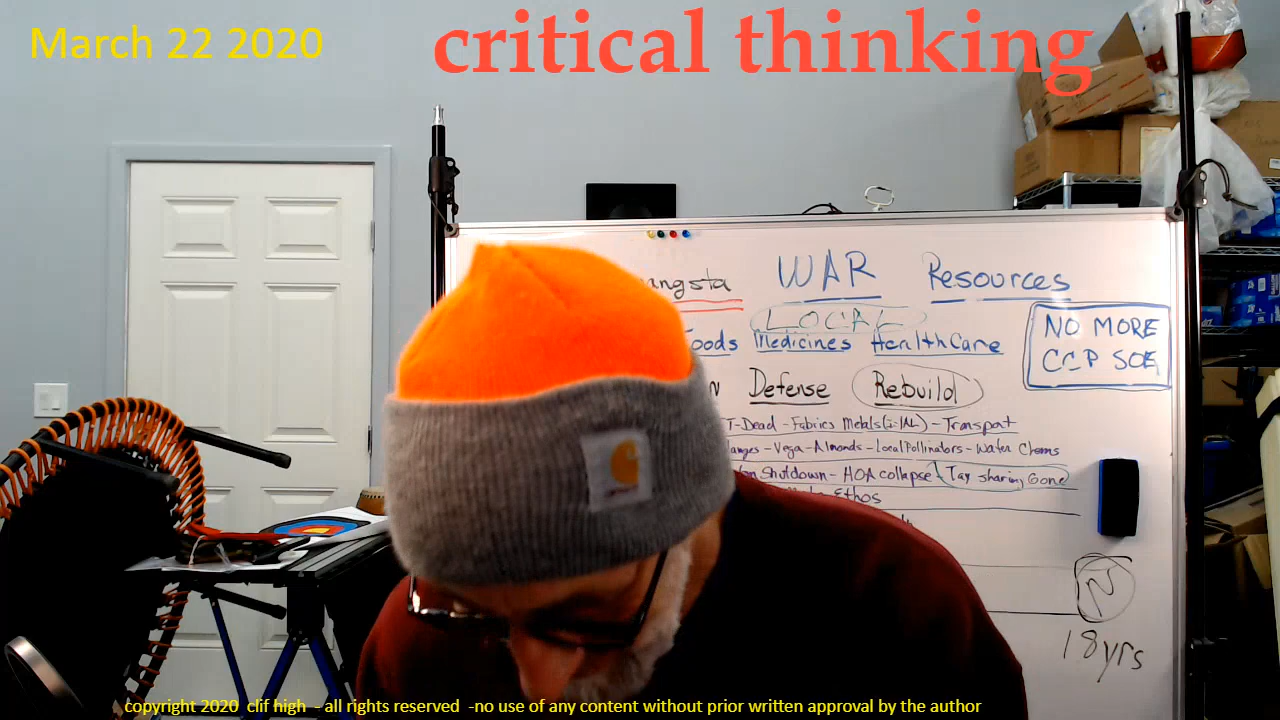 March 22 2020
critical thinking
angsta WAR Resources
LOCAL
oods Medicines HealthCare
NO MORE
CCP SOE
n Defense Rebuild
T-Dead - Fabrics Metals - Transport
anges - Vega - Almonds - Local Pollinators - Water Chems
Shutdown - HOA collapse Tay sharing Gone
Ethos
N
18yrs
copyright 2020 clif high - all rights reserved -no use of any content without prior written approval by the author